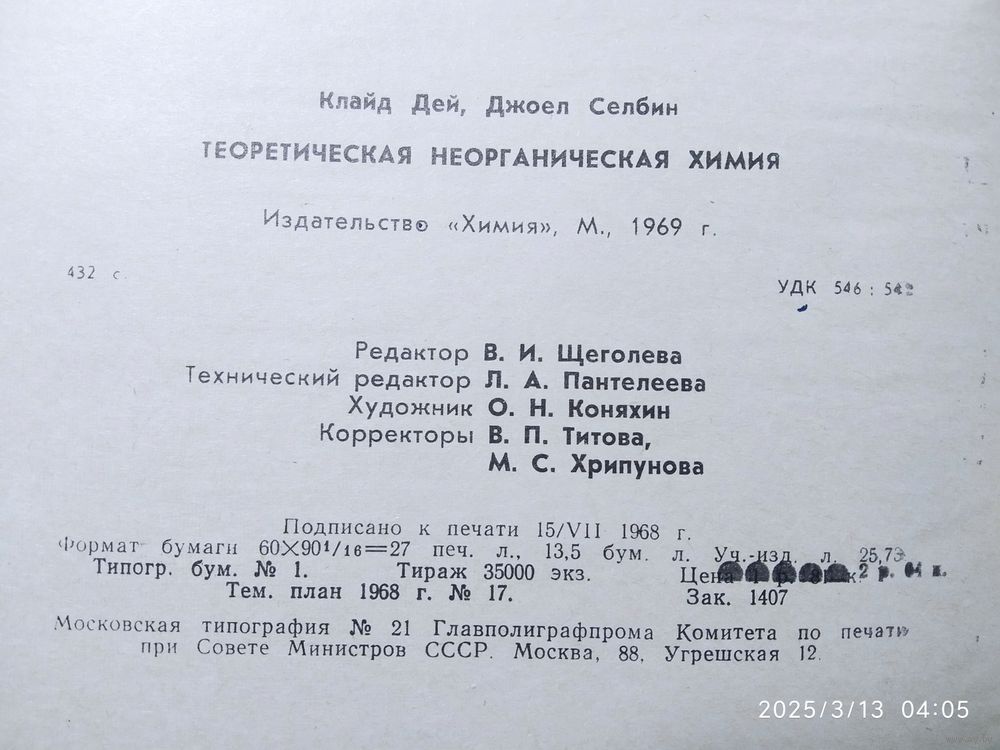 Клайд Дей, Джоел Селбин
ТЕОРЕТИЧЕСКАЯ НЕОРГАНИЧЕСКАЯ ХИМИЯ
Издательство «Химия», М., 1969 г.
432 с.
УДК 546 : 542
Редактор В. И. Щеголева
Технический редактор Л. А. Пантелеева
Художник О. Н. Коняхин
Корректоры В. П. Титова,
М. С. Хрипунова
Подписано к печати 15/VII 1968 г.
Формат бумаги 60×90¹/₁₆=27 печ. л., 13,5 бум. л. Уч.-изд. л. 25,73
Типогр. бум. № 1. Тираж 35000 экз. Цена 2 р. 04 к.
Тем. план 1968 г. № 17. Зак. 1407
Московская типография № 21 Главполиграфпрома Комитета по печати
при Совете Министров СССР. Москва, 88, Угрешская 12.
2025/3/13 04:05